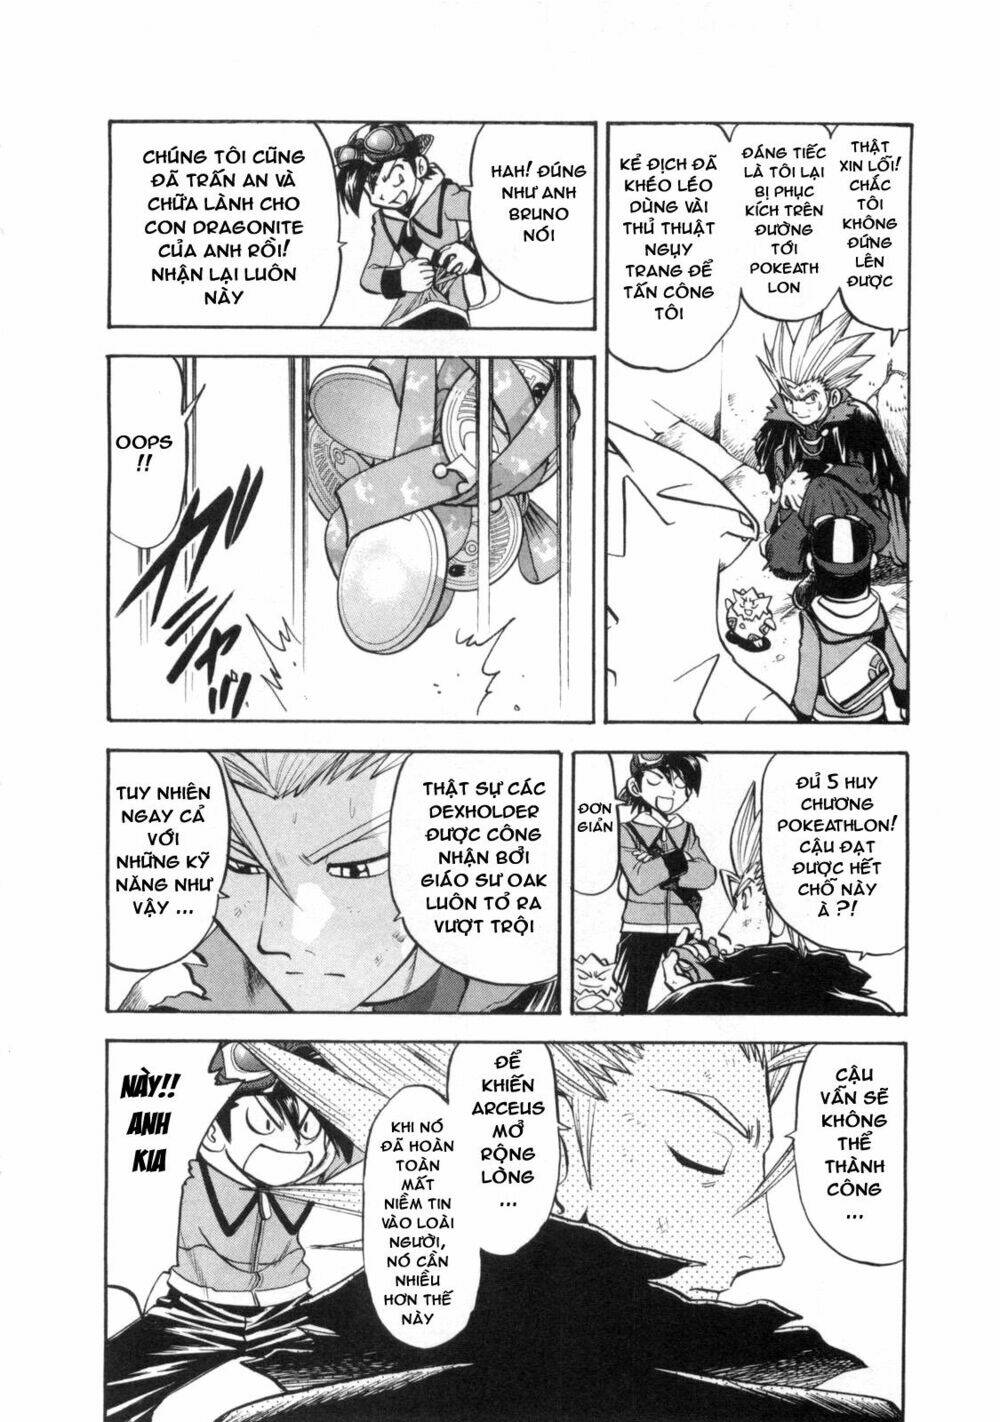 THẬT
XIN LỖI!
CHẮC
TÔI
KHÔNG
ĐỨNG
LÊN
ĐƯỢC
ĐÁNG TIẾC
LÀ TÔI LẠI
BỊ PHỤC
KÍCH TRÊN
ĐƯỜNG
TỚI
POKEATH
LON
KẺ ĐỊCH ĐÃ
KHÉO LÉO
DÙNG VÀI
THỦ THUẬT
NGỤY
TRANG ĐỂ
TẤN CÔNG
TÔI
HAH! ĐÚNG
NHƯ ANH
BRUNO
NÓI
CHÚNG TÔI CŨNG
ĐÃ TRẤN AN VÀ
CHỮA LÀNH CHO
CON DRAGONITE
CỦA ANH RỒI!
NHẬN LẠI LUÔN
NÀY
OOPS
!!
ガシャッ
ĐỦ 5 HUY
CHƯƠNG
POKEATHLON!
CẬU ĐẠT
ĐƯỢC HẾT
CHỖ NÀY
À ?!
ĐƠN
GIẢN
THẬT SỰ CÁC
DEXHOLDER
ĐƯỢC CÔNG
NHẬN BỞI
GIÁO SƯ OAK
LUÔN TỎ RA
VƯỢT TRỘI
TUY NHIÊN
NGAY CẢ
VỚI
NHỮNG KỸ
NĂNG NHƯ
VẬY ...
CẬU
VẪN SẼ
KHÔNG
THỂ
THÀNH
CÔNG
...
ĐỂ
KHIẾN
ARCEUS
MỞ
RỘNG
LÒNG
...
KHI NÓ
ĐÃ HOÀN
TOÀN
MẤT
NIỀM TIN
VÀO LOÀI
NGƯỜI,
NÓ CẦN
NHIỀU
HƠN THẾ
NÀY
NÀY!!
ANH
KIA